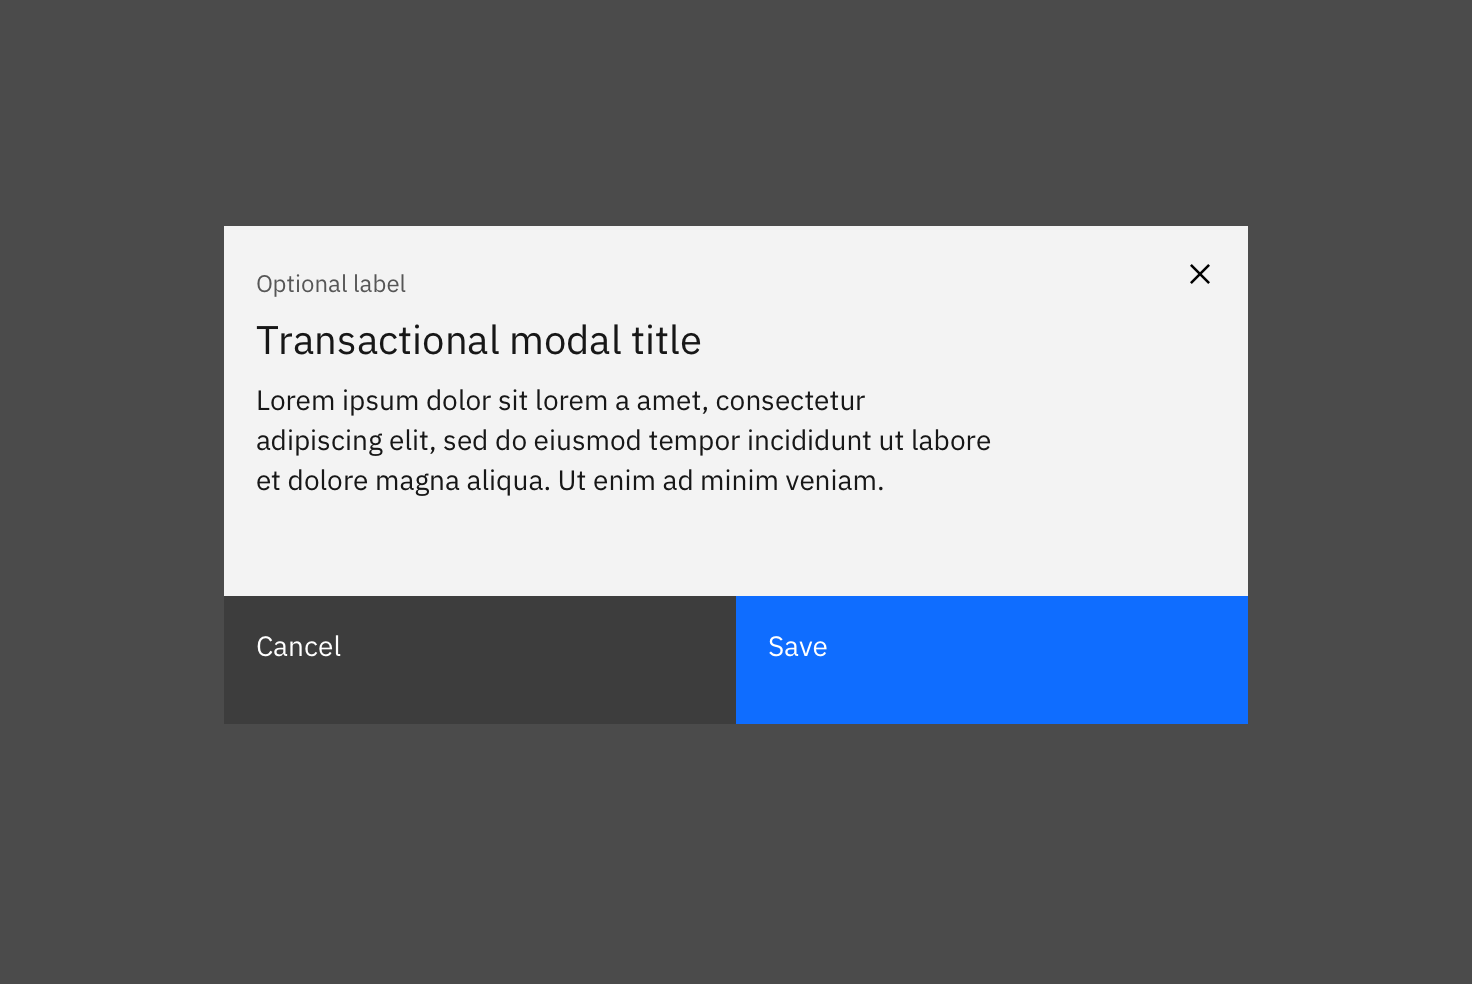 Optional label
Transactional modal title
Lorem ipsum dolor sit lorem a amet, consectetur
adipiscing elit, sed do eiusmod tempor incididunt ut labore
et dolore magna aliqua. Ut enim ad minim veniam.
Cancel
Save